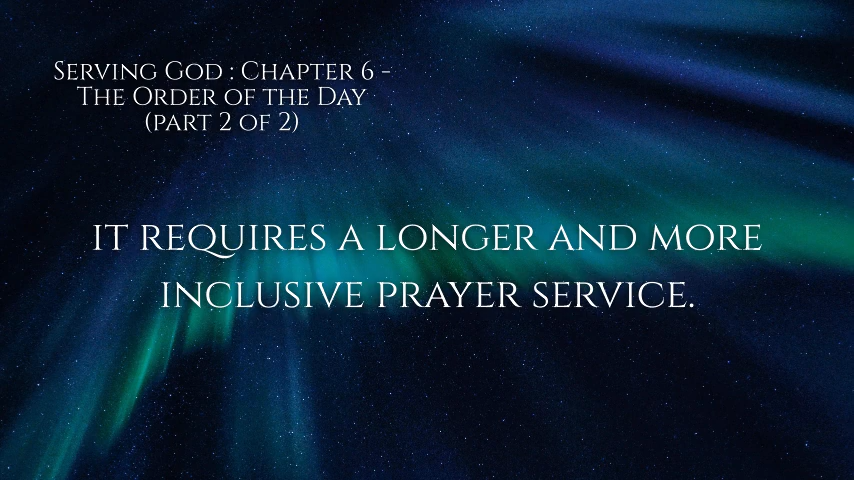 Serving God : Chapter 6 -
The Order of the Day
(part 2 of 2)
it requires a longer and more
inclusive prayer service.